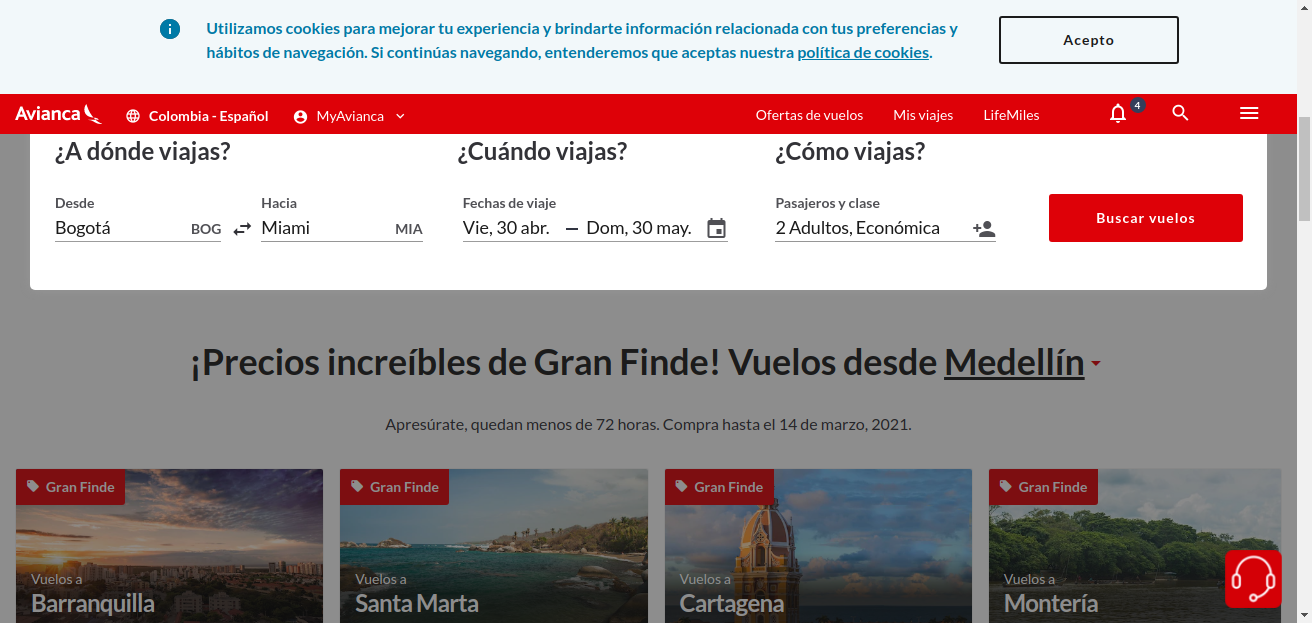 Utilizamos cookies para mejorar tu experiencia y brindarte información relacionada con tus preferencias y
hábitos de navegación. Si continúas navegando, entenderemos que aceptas nuestra política de cookies.
Acepto
Avianca
Colombia - Español
MyAvianca
Ofertas de vuelos
Mis viajes
LifeMiles
4
¿A dónde viajas?
¿Cuándo viajas?
¿Cómo viajas?
Desde
Hacia
Fechas de viaje
Pasajeros y clase
Bogotá BOG
Miami MIA
Vie, 30 abr. — Dom, 30 may.
2 Adultos, Económica
Buscar vuelos
¡Precios increíbles de Gran Finde! Vuelos desde Medellín
Apresúrate, quedan menos de 72 horas. Compra hasta el 14 de marzo, 2021.
Gran Finde
Vuelos a
Barranquilla
Gran Finde
Vuelos a
Santa Marta
Gran Finde
Vuelos a
Cartagena
Gran Finde
Vuelos a
Montería